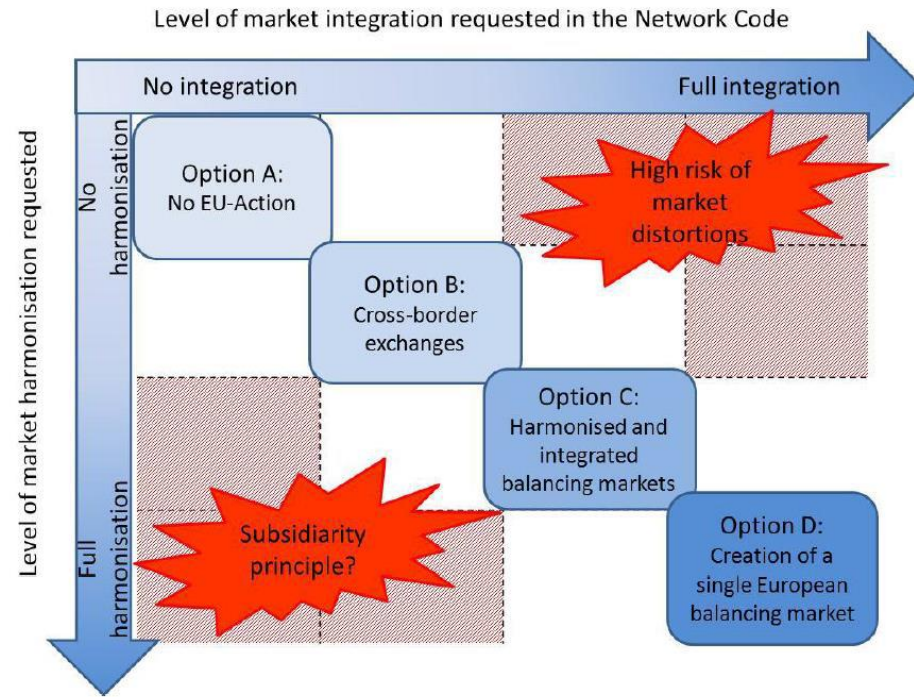 Level of market integration requested in the Network Code
No integration
Full integration
Level of market harmonisation requested
No
harmonisation
Option A:
No EU-Action
High risk of
market
distortions
Option B:
Cross-border
exchanges
Option C:
Harmonised and
integrated
balancing markets
Full
harmonisation
Subsidiarity
principle?
Option D:
Creation of a
single European
balancing market